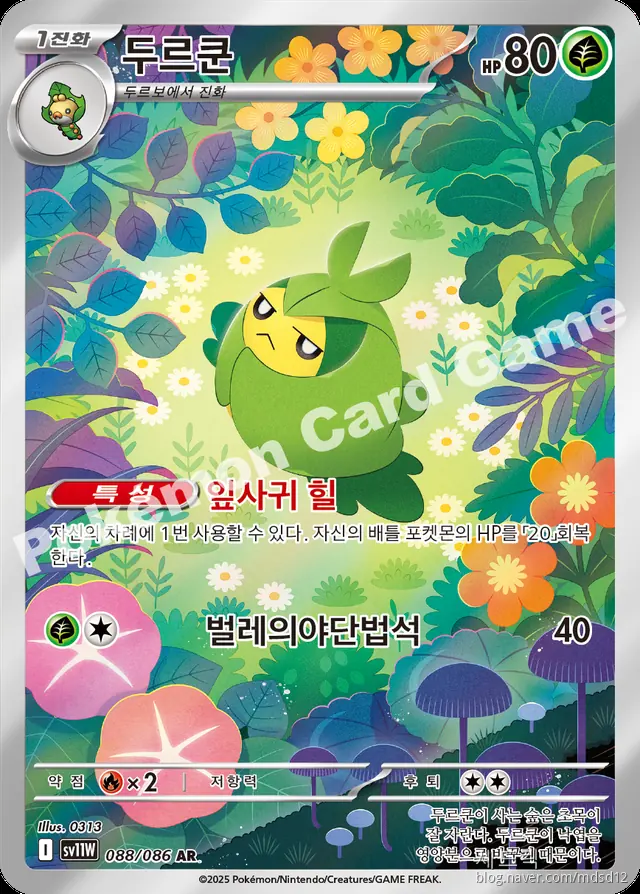 1진화
두르쿤
HP 80
두르보에서 진화
Pokémon Card Game
특성 잎사귀 힐
자신의 차례에 1번 사용할 수 있다. 자신의 배틀 포켓몬의 HP를 「20」회복
한다.
벌레의야단법석 40
약점 ×2 저항력 후퇴
Illus. 0313
I sv11W 088/086 AR
두르쿤이 사는 숲은 초목이
잘 자란다. 두르쿤이 낙엽을
영양분으로 바꾸기 때문이다.
©2025 Pokémon/Nintendo/Creatures/GAME FREAK.
blog.naver.com/mdsd12